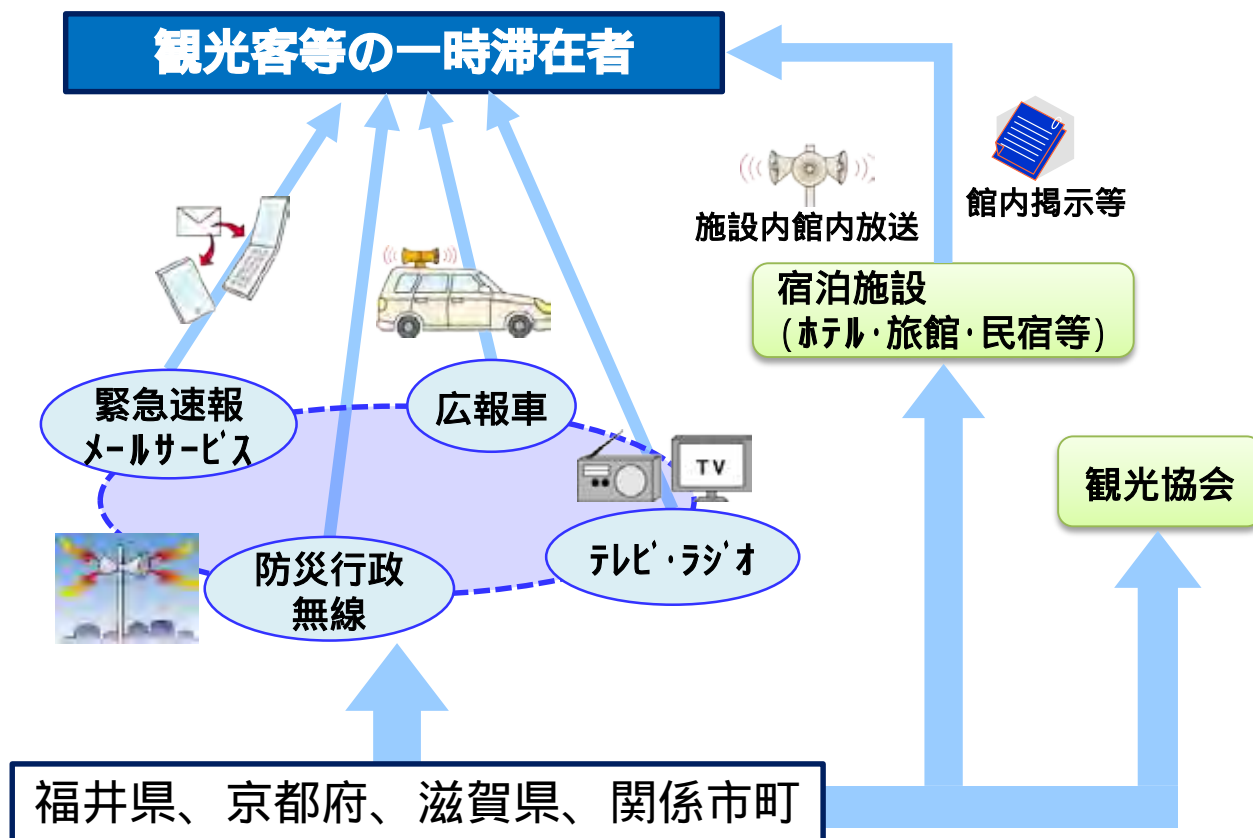 観光客等の一時滞在者
施設内館内放送
館内掲示等
宿泊施設
(ホテル・旅館・民宿等)
緊急速報
メールサービス
広報車
TV
観光協会
テレビ・ラジオ
防災行政
無線
福井県、京都府、滋賀県、関係市町